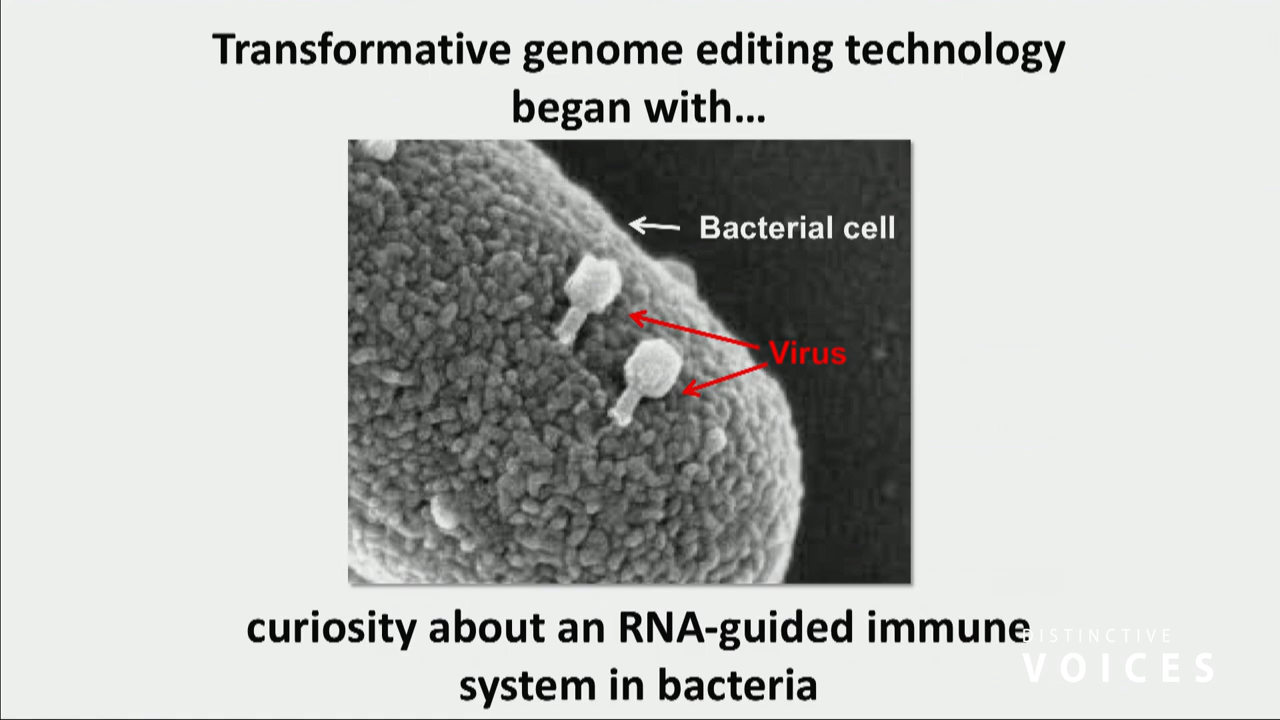 Transformative genome editing technology
began with…
Bacterial cell
Virus
curiosity about an RNA-guided immune
system in bacteria
DISTINCTIVE
VOICES